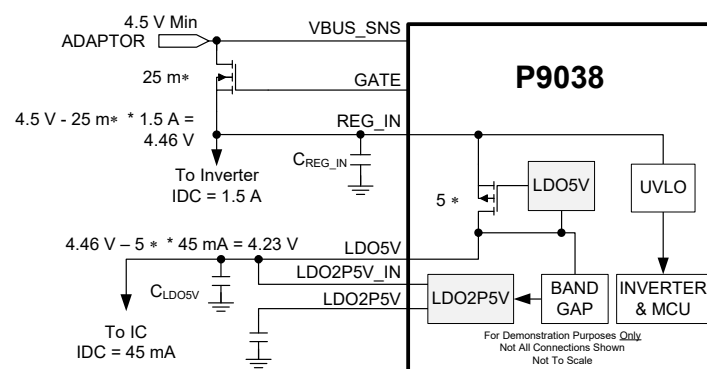 4.5 V Min
ADAPTOR
VBUS_SNS
25 m*
GATE
P9038
4.5 V - 25 m* * 1.5 A =
4.46 V
REG_IN
To Inverter
IDC = 1.5 A
CREG_IN
5 *
LDO5V
UVLO
4.46 V – 5 * * 45 mA = 4.23 V
LDO5V
LDO2P5V_IN
CLDO5V
LDO2P5V
LDO2P5V
BAND
GAP
INVERTER
& MCU
To IC
IDC = 45 mA
For Demonstration Purposes Only
Not All Connections Shown
Not To Scale